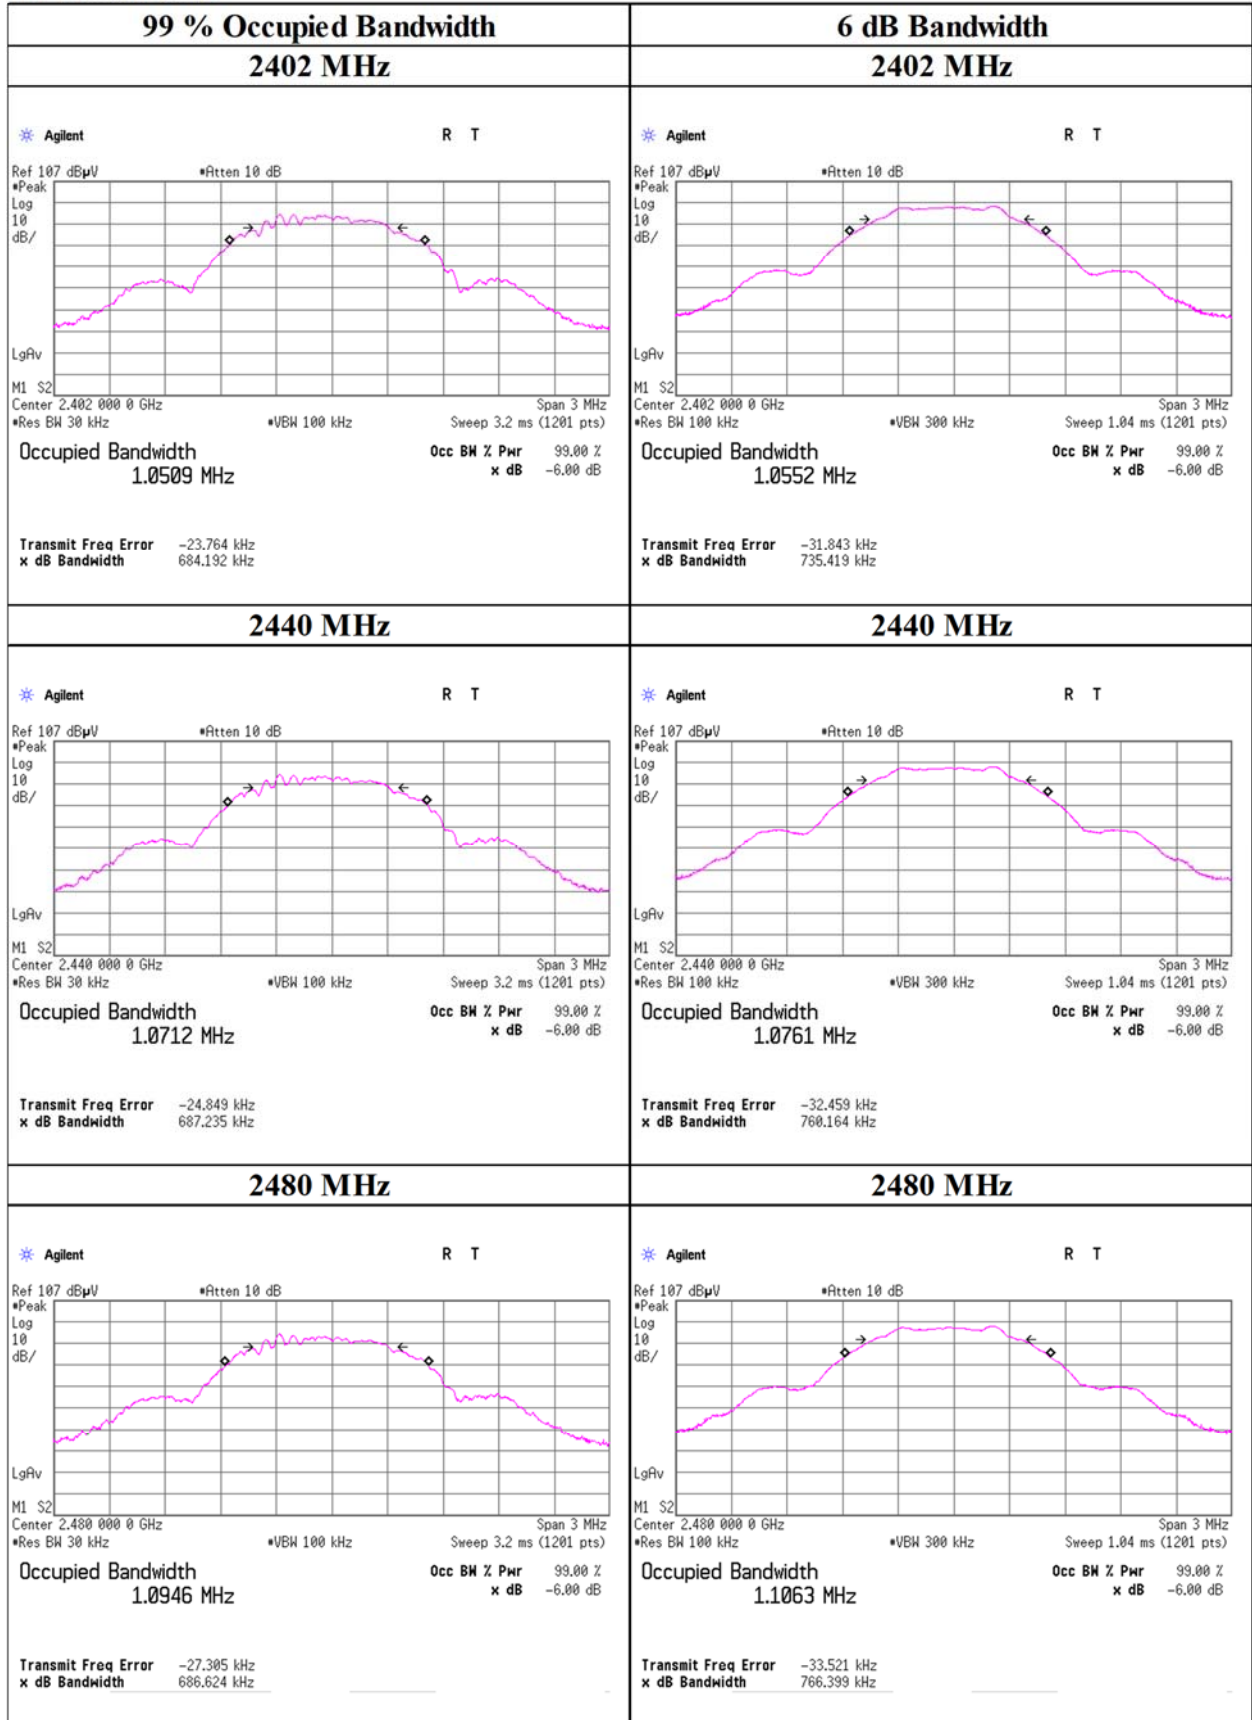 99 % Occupied Bandwidth
6 dB Bandwidth
2402 MHz
2402 MHz
Agilent R T
Ref 107 dBµV *Atten 10 dB
*Peak
Log
10
dB/
LgAv
M1 S2
Center 2.402 000 0 GHz Span 3 MHz
*Res BW 30 kHz *VBW 100 kHz Sweep 3.2 ms (1201 pts)
Occupied Bandwidth Occ BW % Pwr 99.00 %
1.0509 MHz x dB -6.00 dB
Transmit Freq Error -23.764 kHz
x dB Bandwidth 684.192 kHz
Agilent R T
Ref 107 dBµV *Atten 10 dB
*Peak
Log
10
dB/
LgAv
M1 S2
Center 2.402 000 0 GHz Span 3 MHz
*Res BW 100 kHz *VBW 300 kHz Sweep 1.04 ms (1201 pts)
Occupied Bandwidth Occ BW % Pwr 99.00 %
1.0552 MHz x dB -6.00 dB
Transmit Freq Error -31.843 kHz
x dB Bandwidth 735.419 kHz
2440 MHz
2440 MHz
Agilent R T
Ref 107 dBµV *Atten 10 dB
*Peak
Log
10
dB/
LgAv
M1 S2
Center 2.440 000 0 GHz Span 3 MHz
*Res BW 30 kHz *VBW 100 kHz Sweep 3.2 ms (1201 pts)
Occupied Bandwidth Occ BW % Pwr 99.00 %
1.0712 MHz x dB -6.00 dB
Transmit Freq Error -24.849 kHz
x dB Bandwidth 687.235 kHz
Agilent R T
Ref 107 dBµV *Atten 10 dB
*Peak
Log
10
dB/
LgAv
M1 S2
Center 2.440 000 0 GHz Span 3 MHz
*Res BW 100 kHz *VBW 300 kHz Sweep 1.04 ms (1201 pts)
Occupied Bandwidth Occ BW % Pwr 99.00 %
1.0761 MHz x dB -6.00 dB
Transmit Freq Error -32.459 kHz
x dB Bandwidth 760.164 kHz
2480 MHz
2480 MHz
Agilent R T
Ref 107 dBµV *Atten 10 dB
*Peak
Log
10
dB/
LgAv
M1 S2
Center 2.480 000 0 GHz Span 3 MHz
*Res BW 30 kHz *VBW 100 kHz Sweep 3.2 ms (1201 pts)
Occupied Bandwidth Occ BW % Pwr 99.00 %
1.0946 MHz x dB -6.00 dB
Transmit Freq Error -27.305 kHz
x dB Bandwidth 686.624 kHz
Agilent R T
Ref 107 dBµV *Atten 10 dB
*Peak
Log
10
dB/
LgAv
M1 S2
Center 2.480 000 0 GHz Span 3 MHz
*Res BW 100 kHz *VBW 300 kHz Sweep 1.04 ms (1201 pts)
Occupied Bandwidth Occ BW % Pwr 99.00 %
1.1063 MHz x dB -6.00 dB
Transmit Freq Error -33.521 kHz
x dB Bandwidth 766.399 kHz